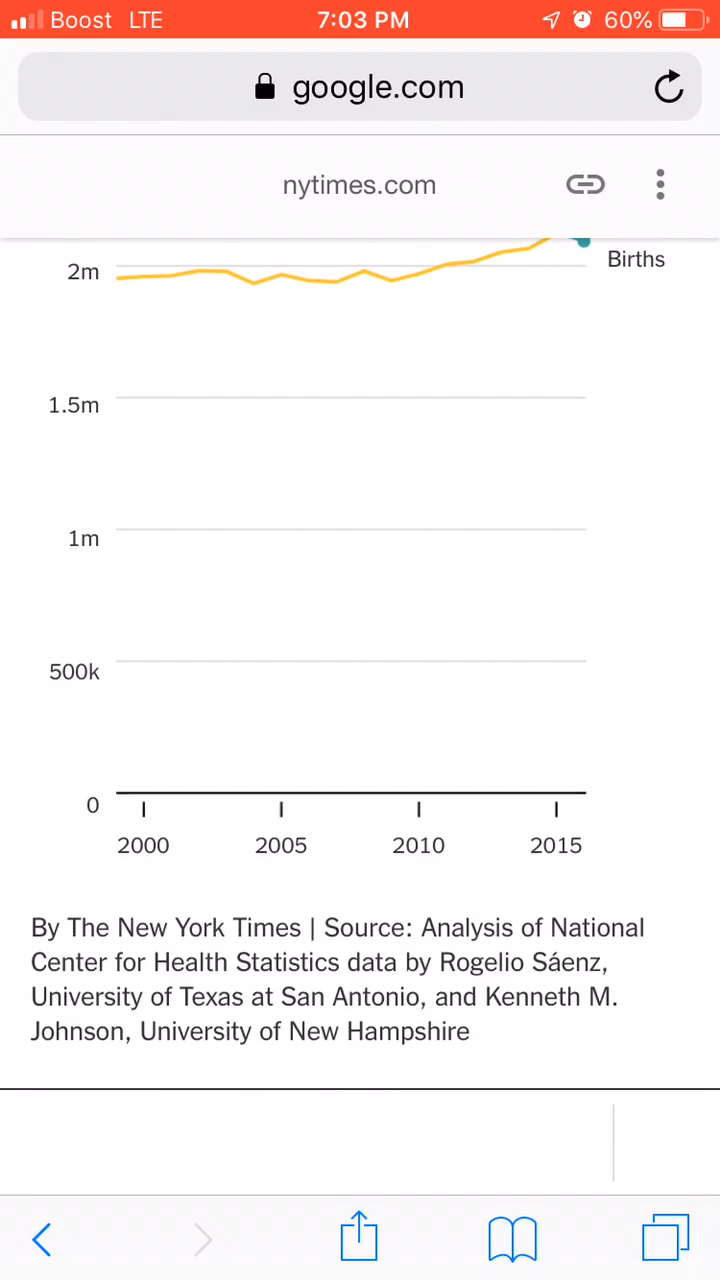 Boost LTE 7:03 PM 60%
google.com
nytimes.com
Births
2m
1.5m
1m
500k
0
2000 2005 2010 2015
By The New York Times | Source: Analysis of National
Center for Health Statistics data by Rogelio Sáenz,
University of Texas at San Antonio, and Kenneth M.
Johnson, University of New Hampshire